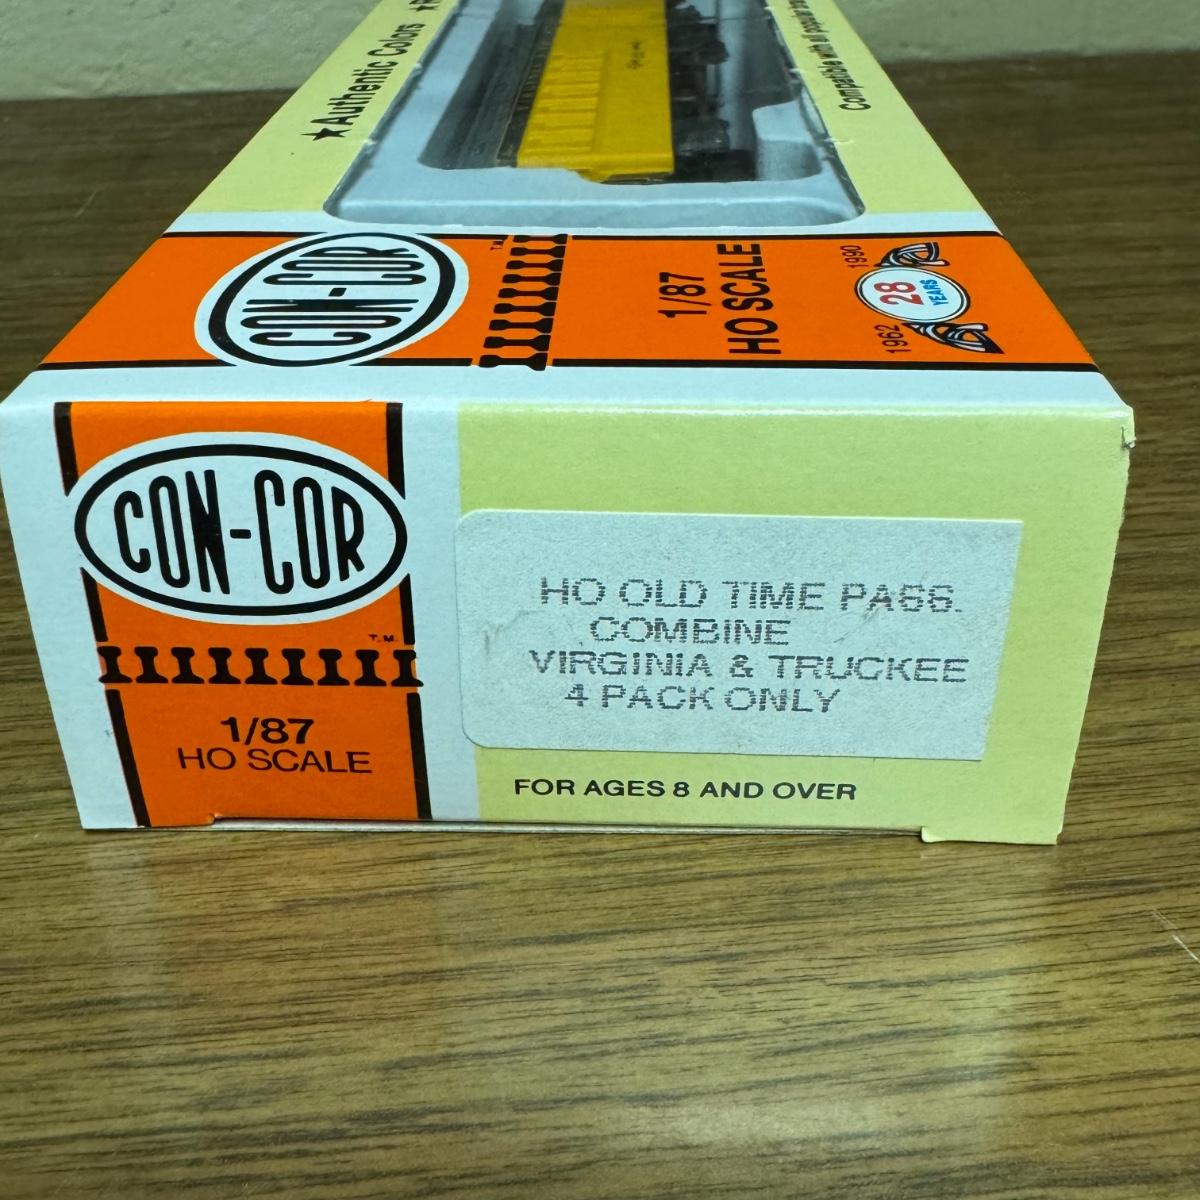 ★ Authentic Colors ★
Compatible with all popular
CON-COR
T.M.
1/87
HO SCALE
1962 28 YEARS 1990
CON-COR
T.M.
1/87
HO SCALE
HO OLD TIME PASS.
COMBINE
VIRGINIA & TRUCKEE
4 PACK ONLY
FOR AGES 8 AND OVER